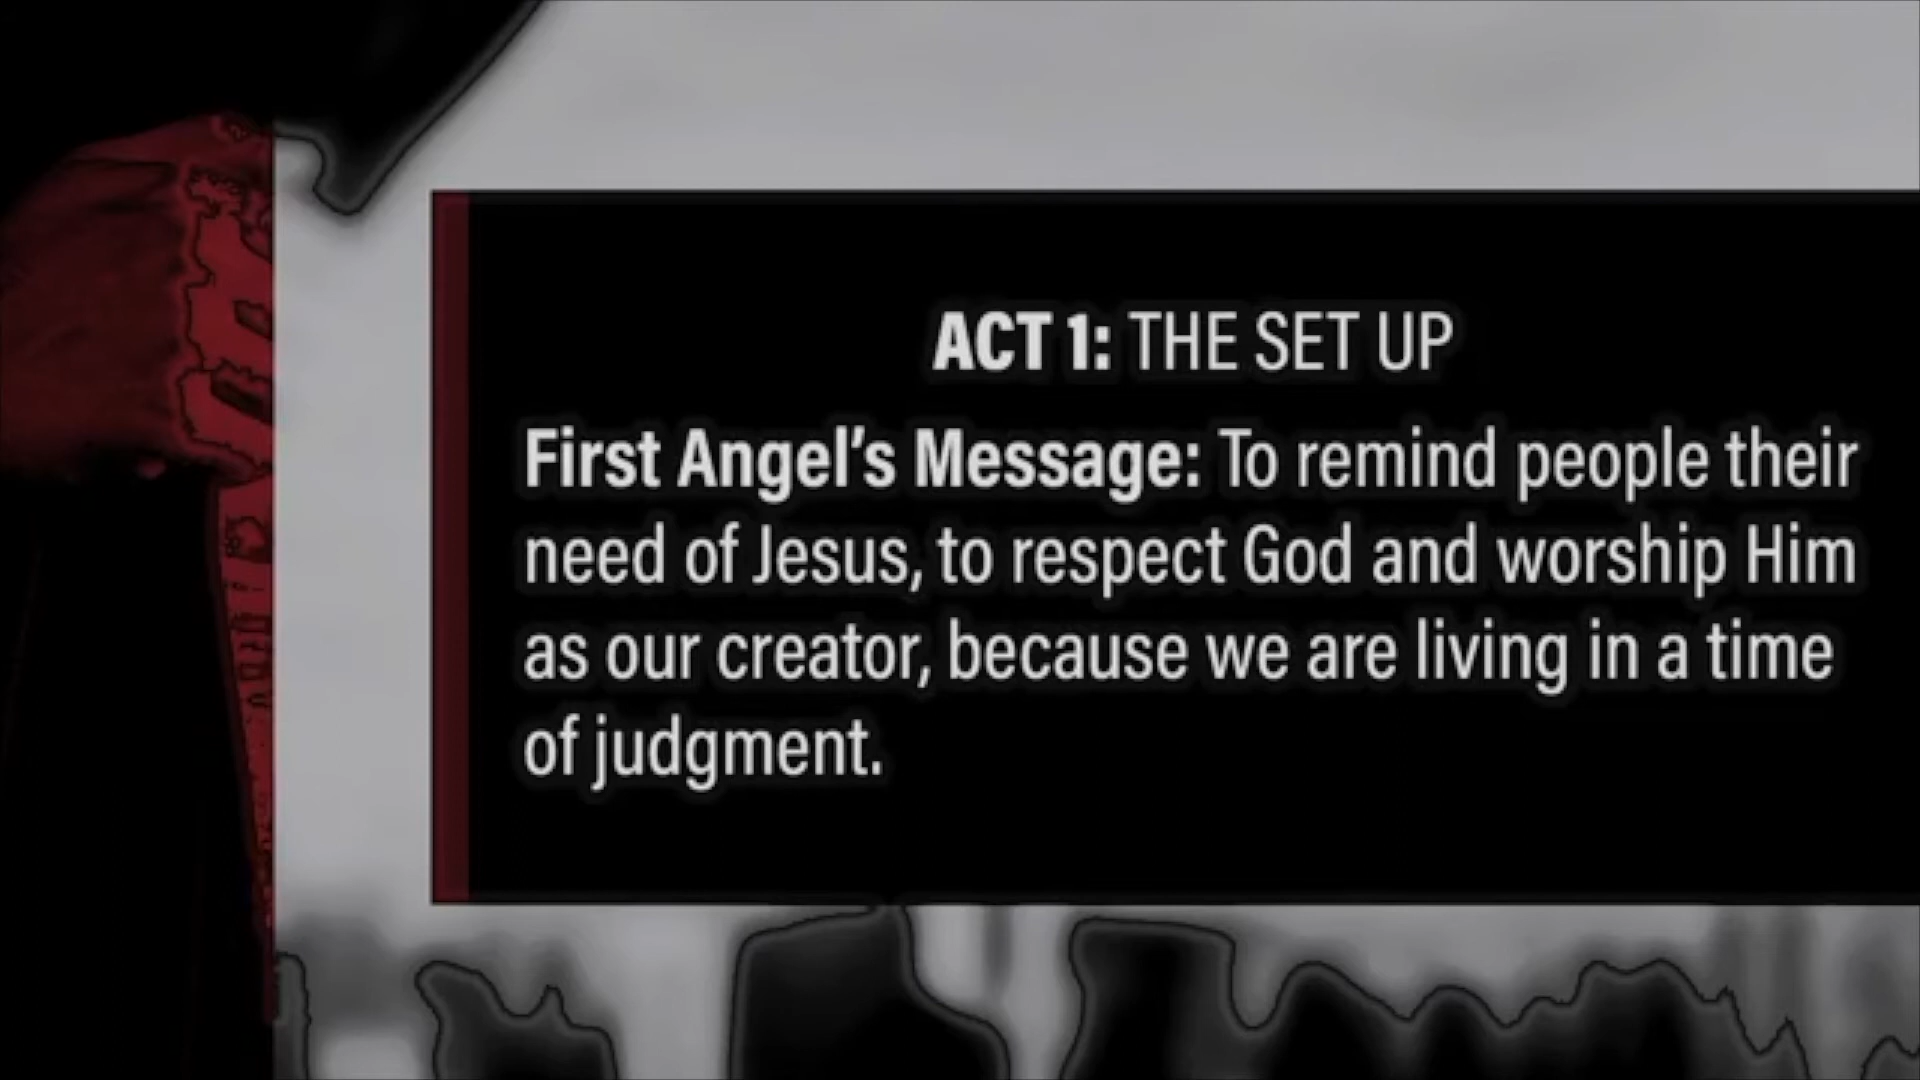 ACT 1: THE SET UP
First Angel’s Message: To remind people their
need of Jesus, to respect God and worship Him
as our creator, because we are living in a time
of judgment.